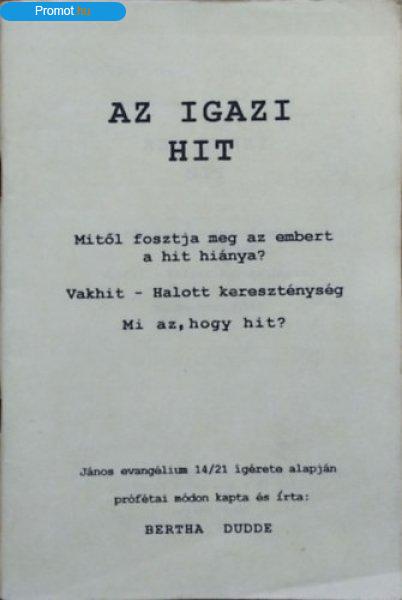 Promot.hu
AZ IGAZI
HIT
Mitől fosztja meg az embert
a hit hiánya?
Vakhit - Halott kereszténység
Mi az, hogy hit?
János evangélium 14/21 ígérete alapján
prófétai módon kapta és írta:
BERTHA DUDDE